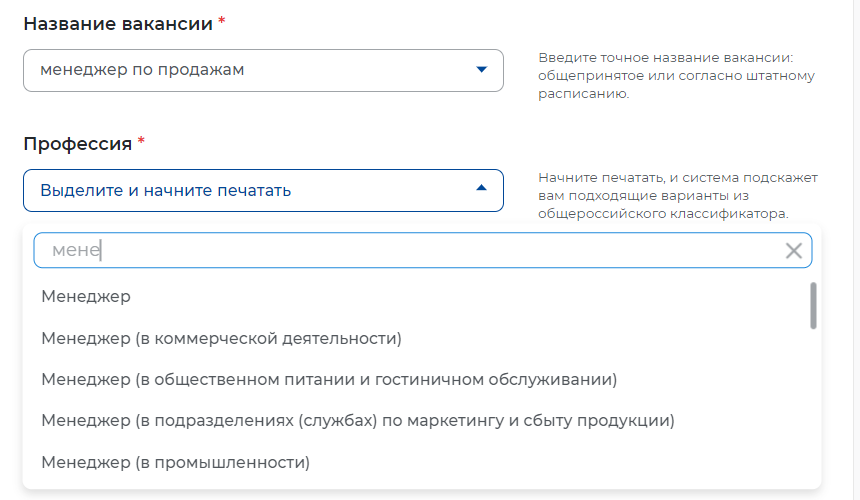 Название вакансии *
менеджер по продажам
Введите точное название вакансии:
общепринятое или согласно штатному
расписанию.
Профессия *
Выделите и начните печатать
Начните печатать, и система подскажет
вам подходящие варианты из
общероссийского классификатора.
мене
Менеджер
Менеджер (в коммерческой деятельности)
Менеджер (в общественном питании и гостиничном обслуживании)
Менеджер (в подразделениях (службах) по маркетингу и сбыту продукции)
Менеджер (в промышленности)